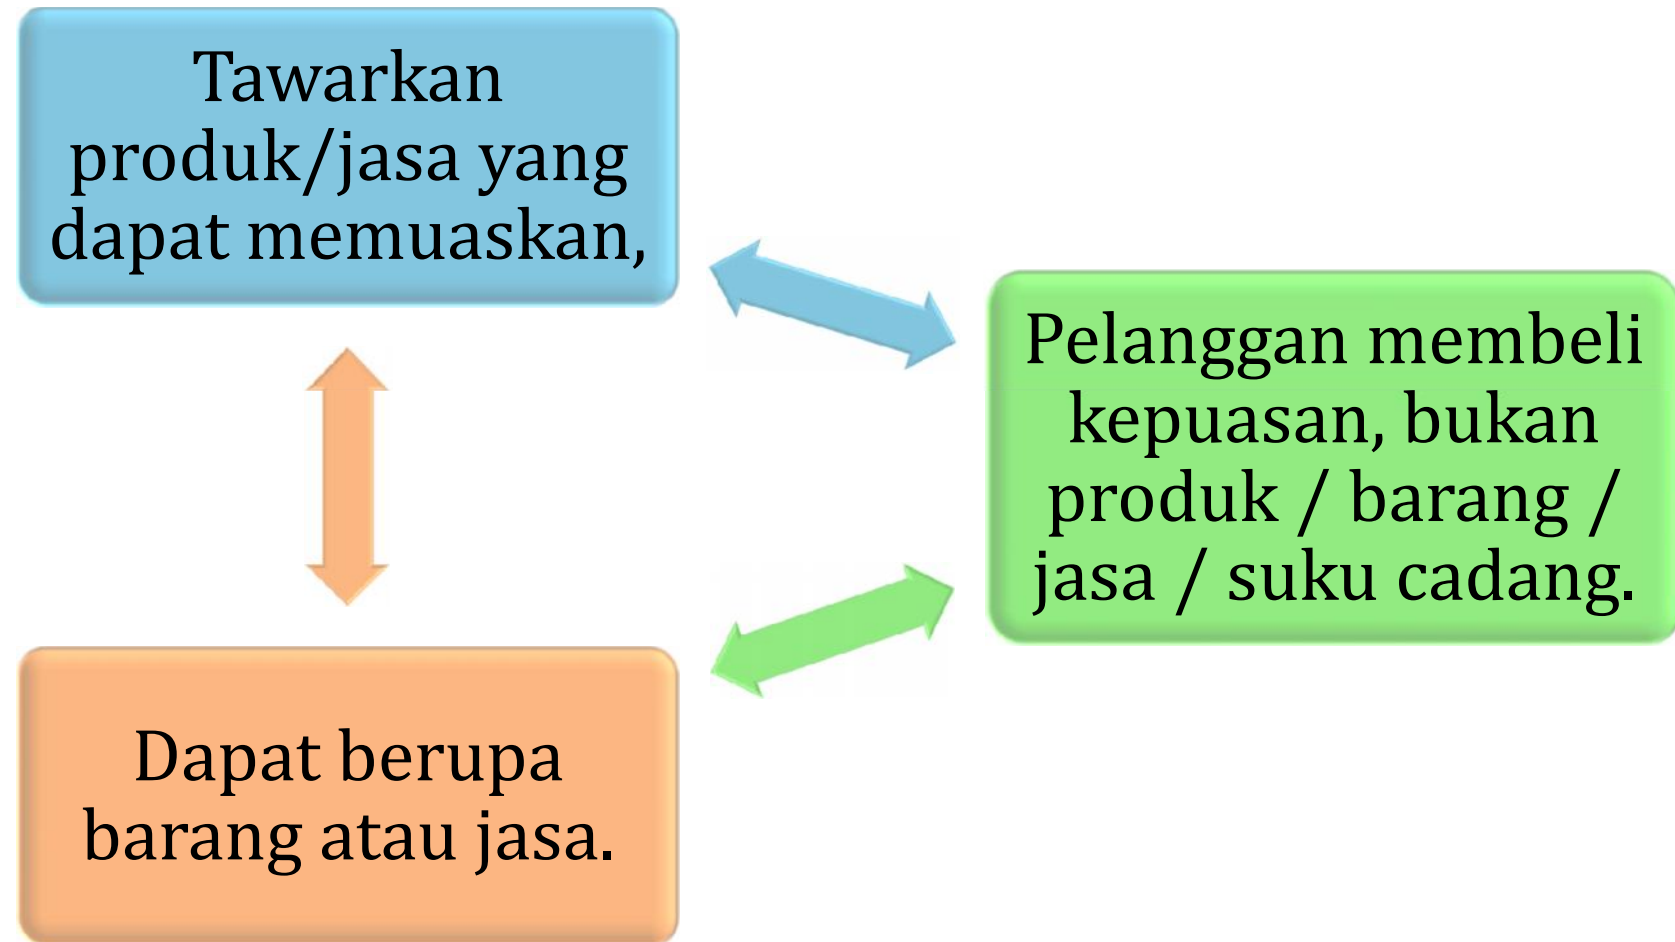 Tawarkan
produk/jasa yang
dapat memuaskan,
Pelanggan membeli
kepuasan, bukan
produk / barang /
jasa / suku cadang.
Dapat berupa
barang atau jasa.